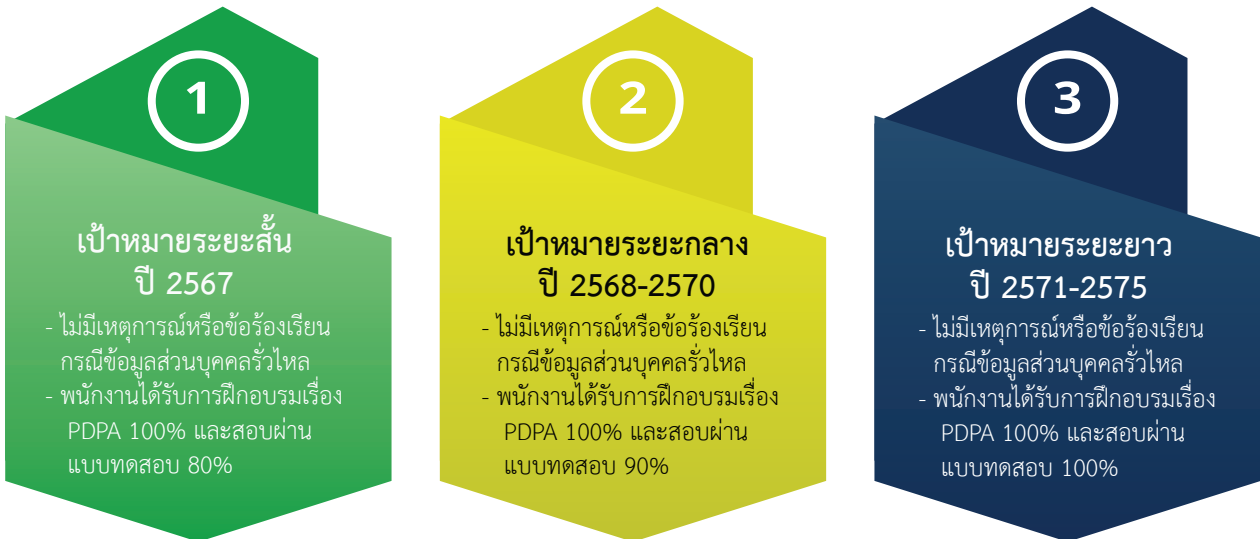 1
เป้าหมายระยะสั้น
ปี 2567
- ไม่มีเหตุการณ์หรือข้อร้องเรียน
กรณีข้อมูลส่วนบุคคลรั่วไหล
- พนักงานได้รับการฝึกอบรมเรื่อง
PDPA 100% และสอบผ่าน
แบบทดสอบ 80%
2
เป้าหมายระยะกลาง
ปี 2568-2570
- ไม่มีเหตุการณ์หรือข้อร้องเรียน
กรณีข้อมูลส่วนบุคคลรั่วไหล
- พนักงานได้รับการฝึกอบรมเรื่อง
PDPA 100% และสอบผ่าน
แบบทดสอบ 90%
3
เป้าหมายระยะยาว
ปี 2571-2575
- ไม่มีเหตุการณ์หรือข้อร้องเรียน
กรณีข้อมูลส่วนบุคคลรั่วไหล
- พนักงานได้รับการฝึกอบรมเรื่อง
PDPA 100% และสอบผ่าน
แบบทดสอบ 100%